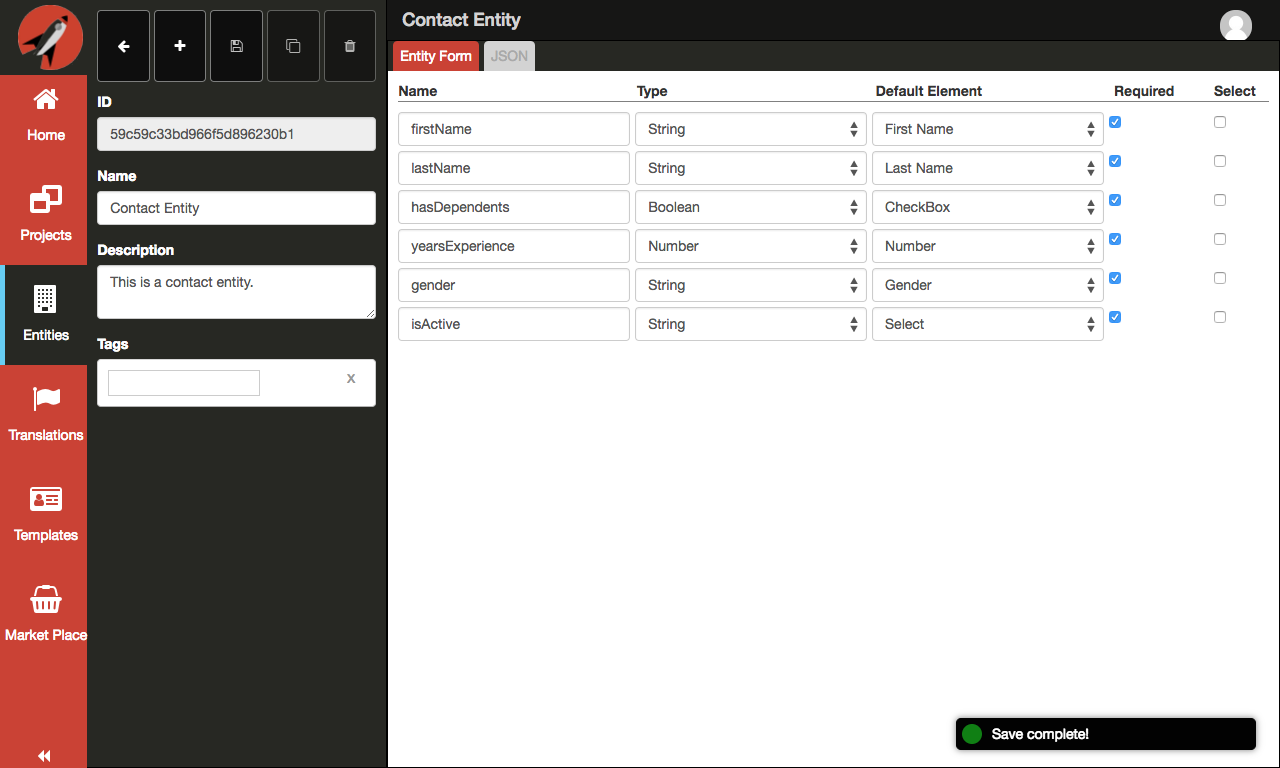 Contact Entity
Entity Form JSON
Home
Projects
Entities
Translations
Templates
Market Place
ID
59c59c33bd966f5d896230b1
Name
Contact Entity
Description
This is a contact entity.
Tags
X
Name Type Default Element Required Select
firstName String First Name
lastName String Last Name
hasDependents Boolean CheckBox
yearsExperience Number Number
gender String Gender
isActive String Select
Save complete!